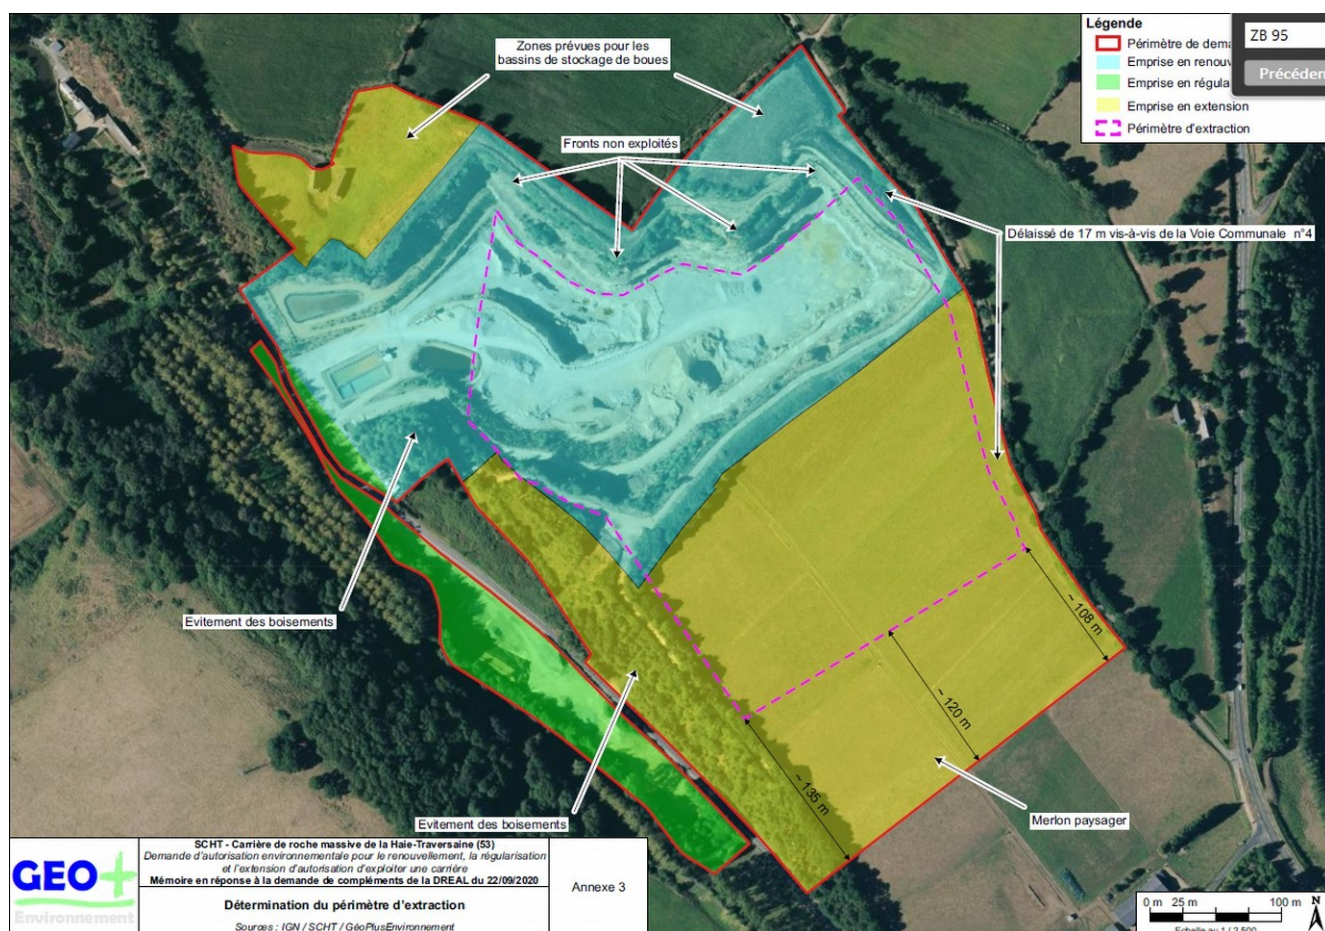 Zones prévues pour les
bassins de stockage de boues
Légende
Périmètre de dema
Emprise en renouv
Emprise en régula
Emprise en extension
Périmètre d'extraction
ZB 95
Précéden
Fronts non exploités
Délaissé de 17 m vis-à-vis de la Voie Communale n°4
Evitement des boisements
~ 108 m
~ 120 m
~ 135 m
Evitement des boisements
Merlon paysager
GEO+
Environnement
SCHT - Carrière de roche massive de la Haie-Traversaine (53)
Demande d'autorisation environnementale pour le renouvellement, la régularisation
et l'extension d'autorisation d'exploiter une carrière
Mémoire en réponse à la demande de compléments de la DREAL du 22/09/2020
Détermination du périmètre d'extraction
Sources : IGN / SCHT / GéoPlusEnvironnement
Annexe 3
0 m 25 m 100 m
N
Echelle au 1 / 2 500